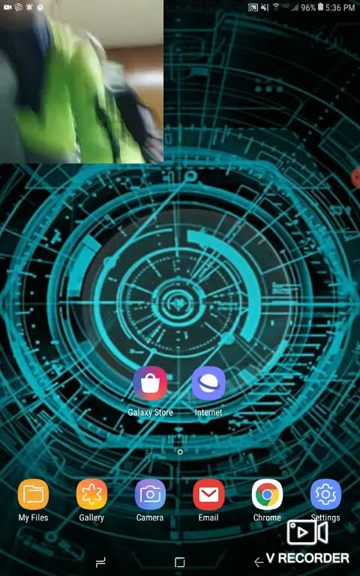 96% 5:36 PM
Galaxy Store Internet
My Files Gallery Camera Email Chrome Settings
V RECORDER